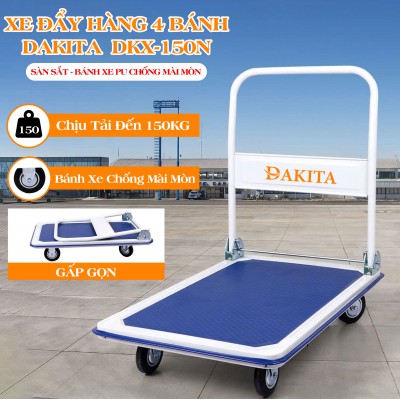 XE ĐẨY HÀNG 4 BÁNH
DAKITA DKX-150N
SÀN SẮT - BÁNH XE PU CHỐNG MÀI MÒN
150
Chịu Tải Đến 150KG
Bánh Xe Chống Mài Mòn
GẤP GỌN
DAKITA